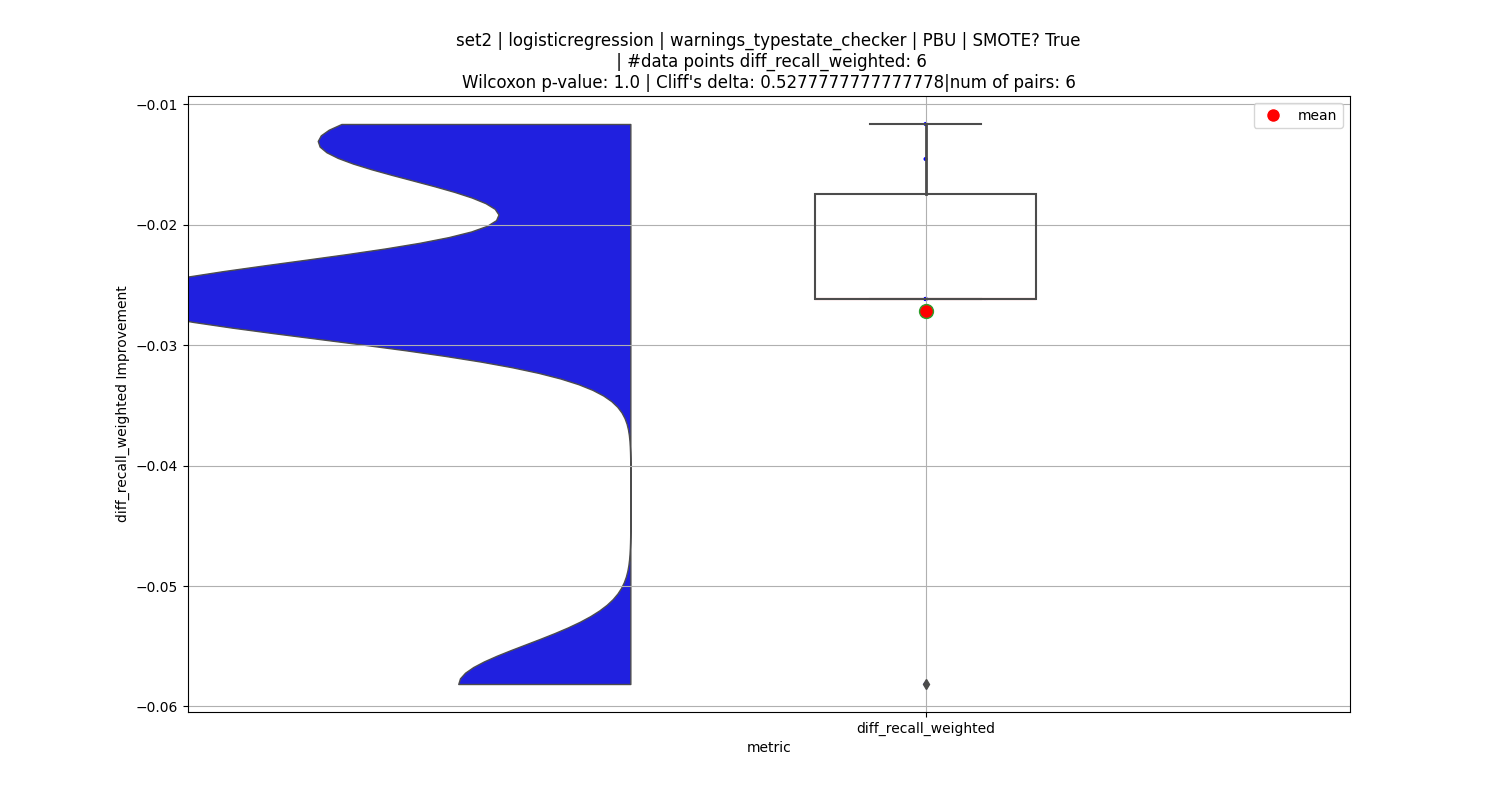 set2 | logisticregression | warnings_typestate_checker | PBU | SMOTE? True
| #data points diff_recall_weighted: 6
Wilcoxon p-value: 1.0 | Cliff's delta: 0.5277777777777778|num of pairs: 6
mean
−0.01
−0.02
−0.03
−0.04
−0.05
−0.06
diff_recall_weighted Improvement
diff_recall_weighted
metric